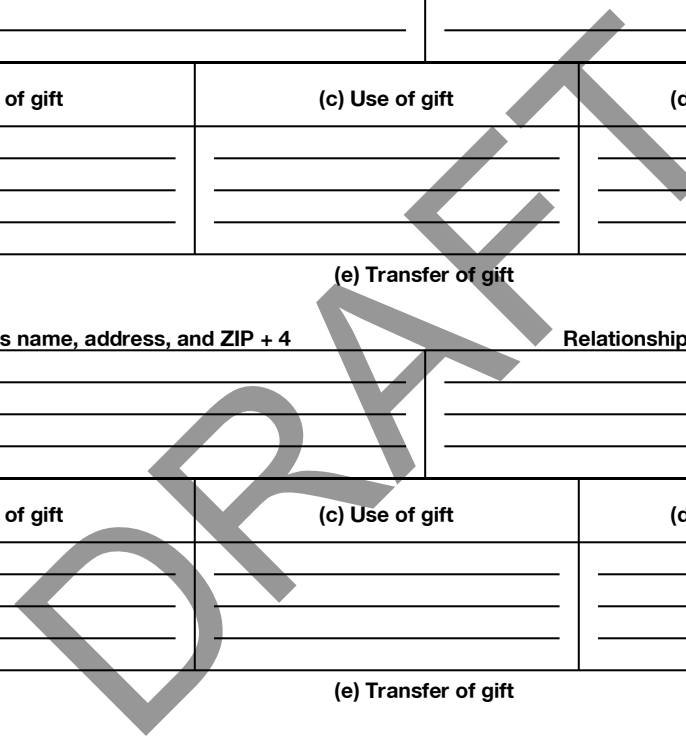 of gift (c) Use of gift (d
(e) Transfer of gift
s name, address, and ZIP + 4 Relationship
of gift (c) Use of gift (d
(e) Transfer of gift
DRAFT